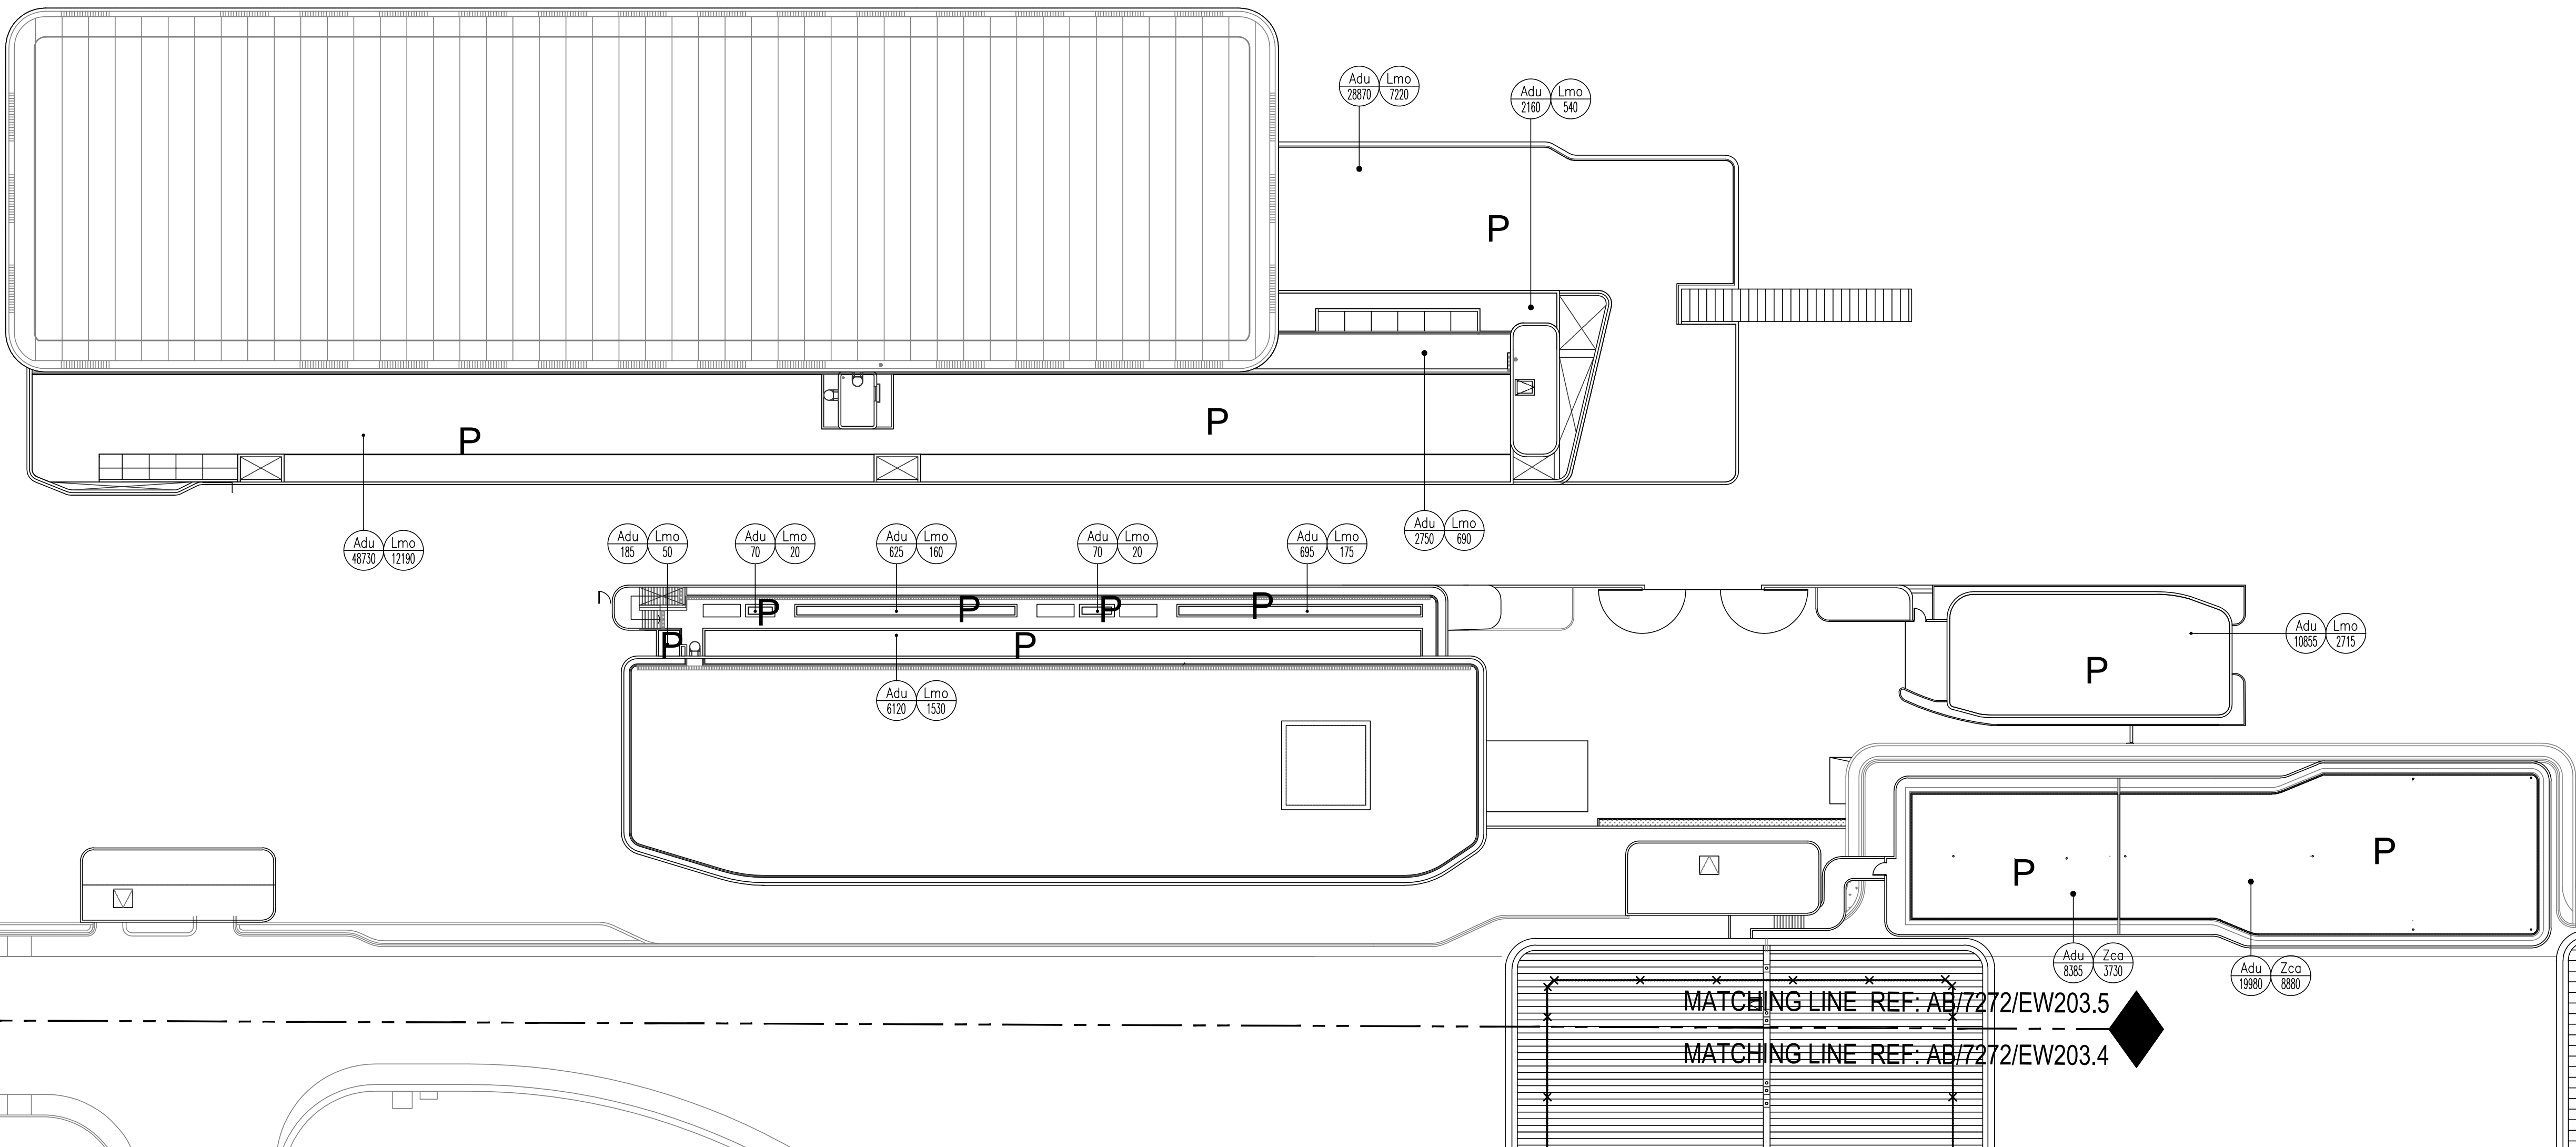 Adu Lmo
28870 7220
Adu Lmo
2160 540
P
P
P
Adu Lmo
2750 690
Adu Lmo
48730 12190
Adu Lmo
185 50
Adu Lmo
70 20
Adu Lmo
625 160
Adu Lmo
70 20
Adu Lmo
695 175
P
P
P
P
P
P
Adu Lmo
6120 1530
Adu Lmo
10855 2715
P
P
P
Adu Zca
8385 3730
Adu Zca
19980 8880
MATCHING LINE REF: AB/7272/EW203.5
MATCHING LINE REF: AB/7272/EW203.4